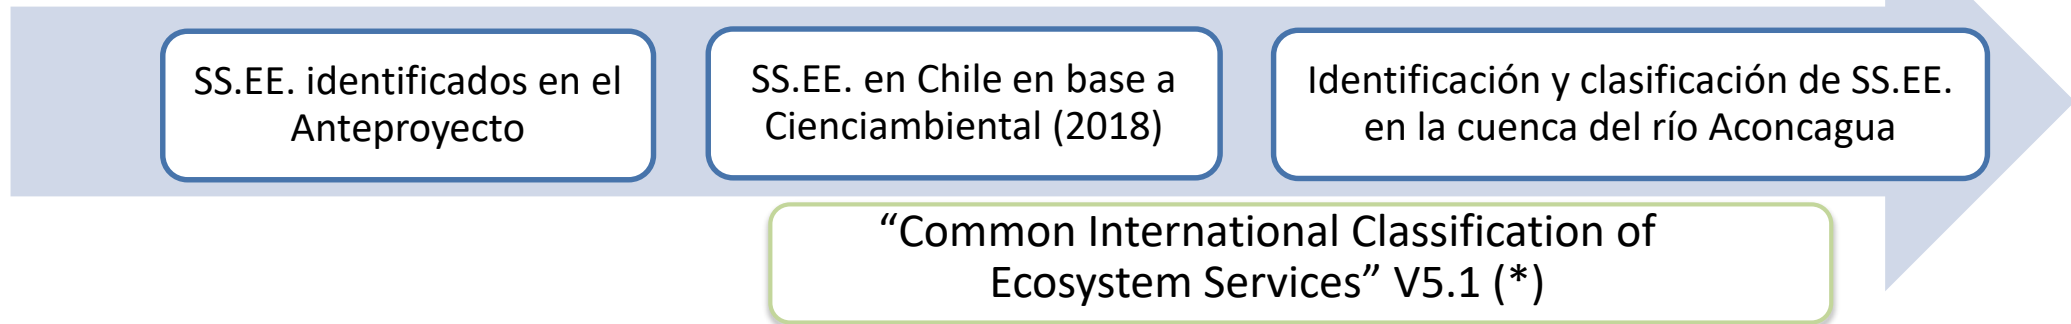 SS.EE. identificados en el
Anteproyecto
SS.EE. en Chile en base a
Cienciambiental (2018)
Identificación y clasificación de SS.EE.
en la cuenca del río Aconcagua
“Common International Classification of
Ecosystem Services” V5.1 (*)